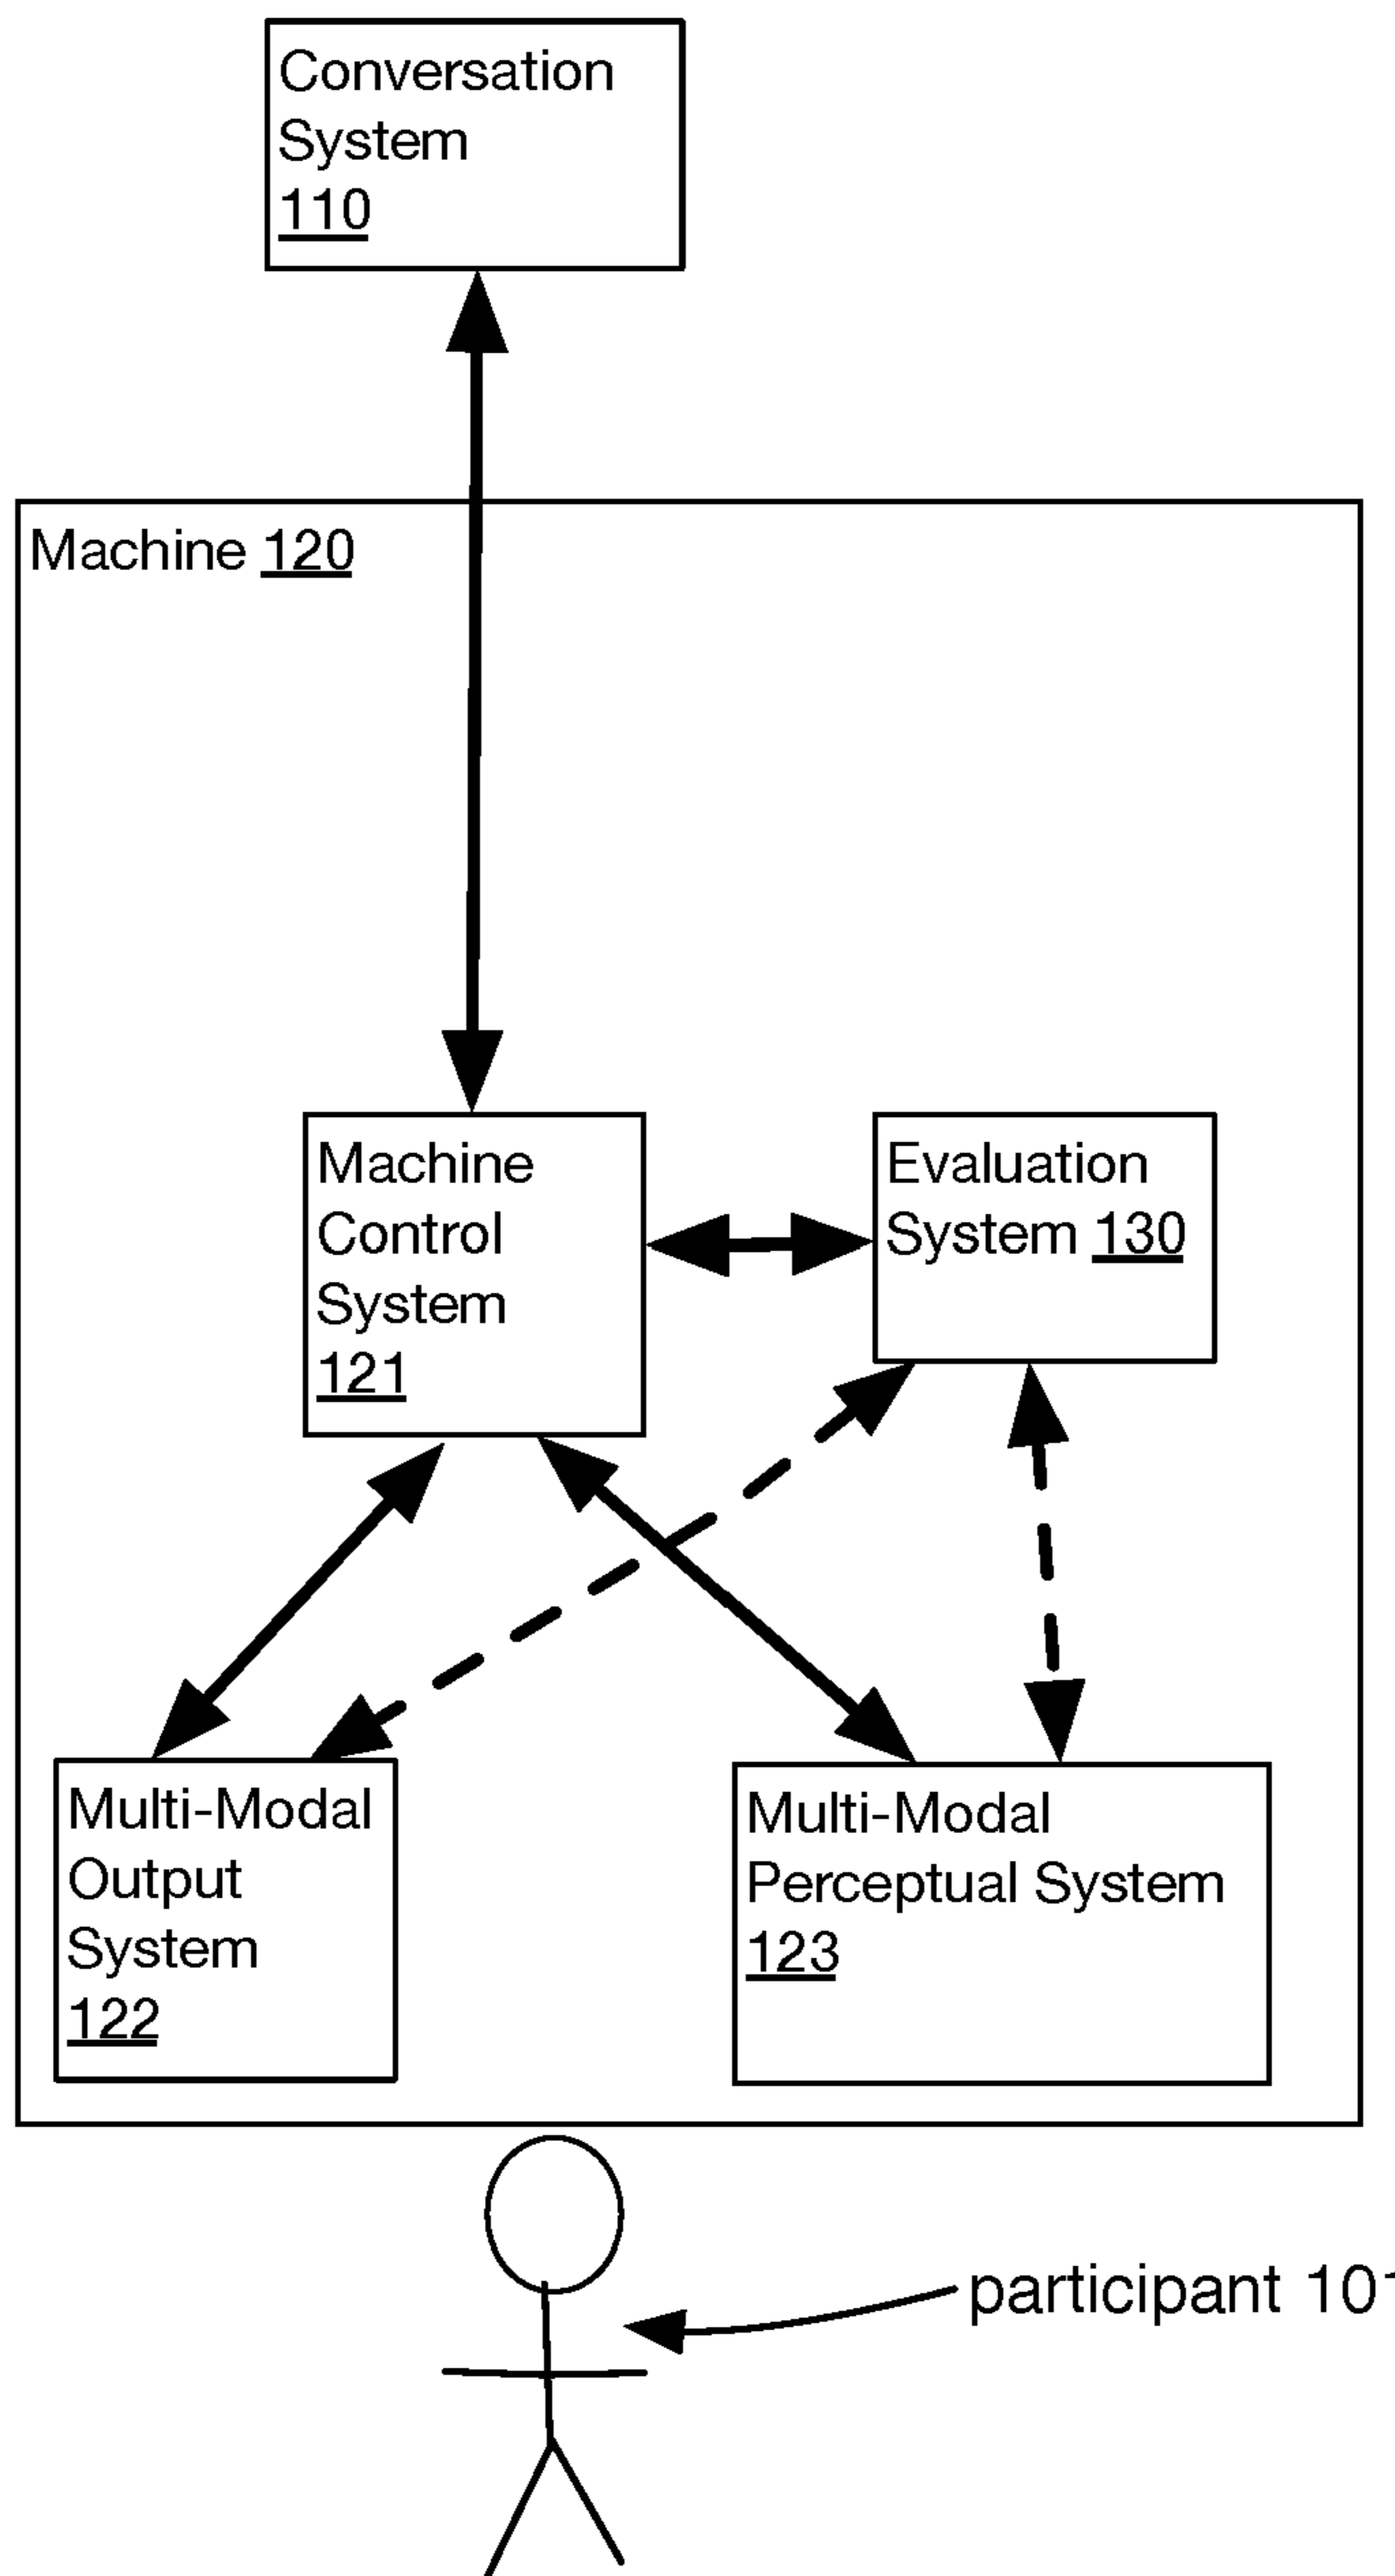 Conversation
System
110
Machine 120
Machine
Control
System
121
Evaluation
System 130
Multi-Modal
Output
System
122
Multi-Modal
Perceptual System
123
participant 101